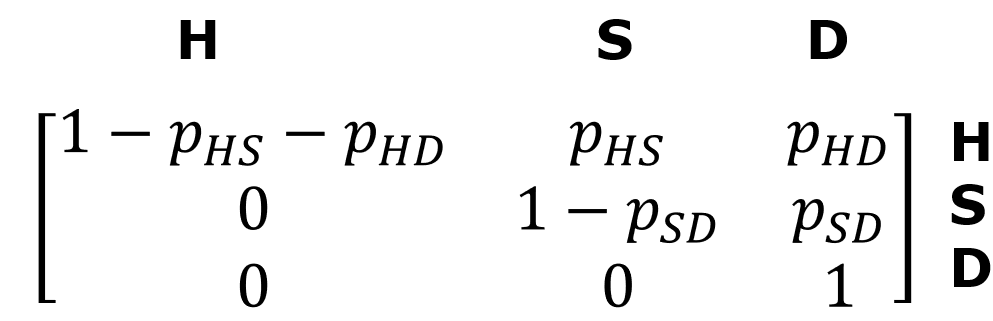 H S D
1 − p_HS − p_HD p_HS p_HD H
0 1 − p_SD p_SD S
0 0 1 D